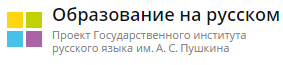 Образование на русском
Проект Государственного института
русского языка им. А. С. Пушкина